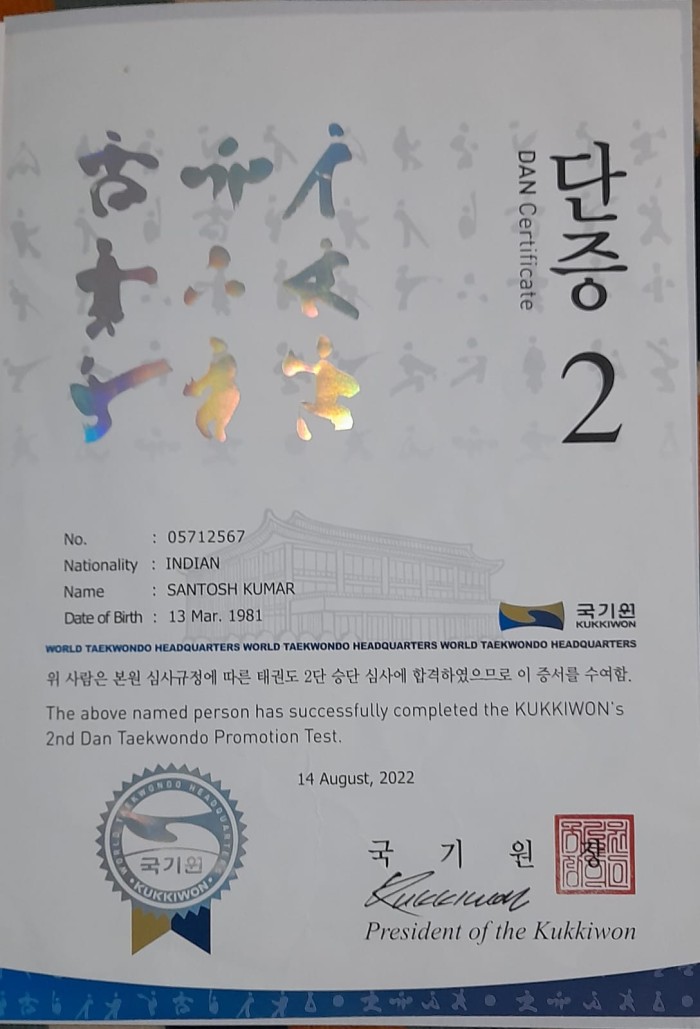 단증
DAN Certificate
2
No. : 05712567
Nationality : INDIAN
Name : SANTOSH KUMAR
Date of Birth : 13 Mar. 1981
국기원
KUKKIWON
WORLD TAEKWONDO HEADQUARTERS WORLD TAEKWONDO HEADQUARTERS WORLD TAEKWONDO HEADQUARTERS
위 사람은 본원 심사규정에 따른 태권도 2단 승단 심사에 합격하였으므로 이 증서를 수여함.
The above named person has successfully completed the KUKKIWON's
2nd Dan Taekwondo Promotion Test.
14 August, 2022
WORLD TAEKWONDO HEADQUARTERS
국기원
•KUKKIWON•
국 기 원 장
Kukkiwon
President of the Kukkiwon